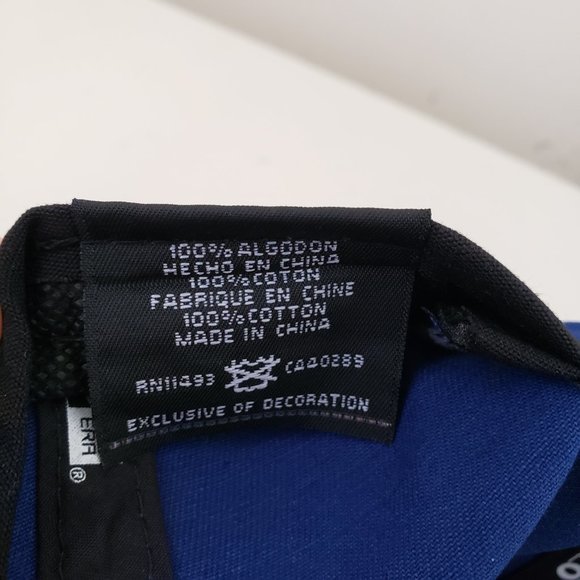 100% ALGODON
HECHO EN CHINA
100% COTON
FABRIQUE EN CHINE
100% COTTON
MADE IN CHINA
RN11493 CA40289
EXCLUSIVE OF DECORATION
ERA®